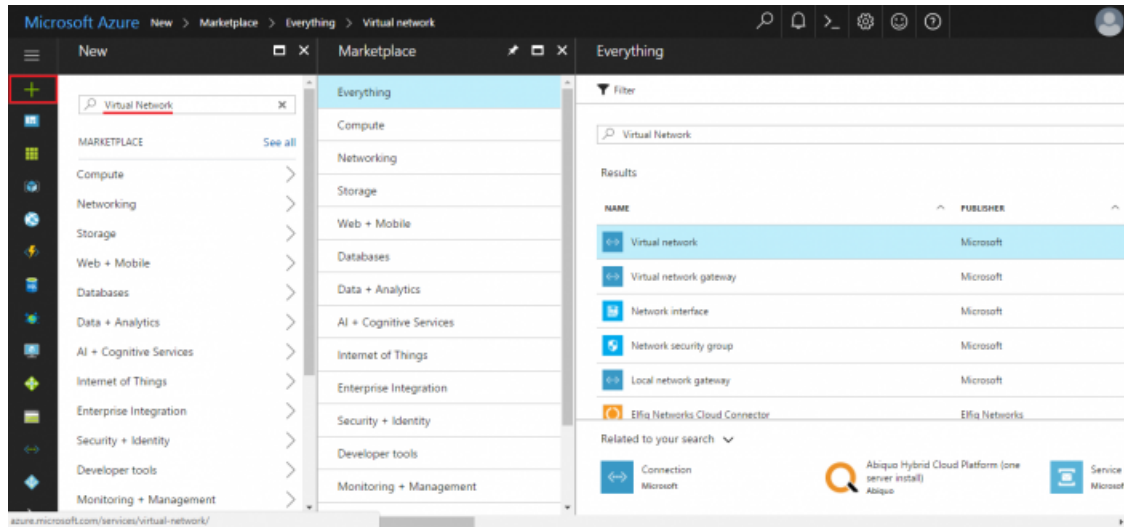 Microsoft Azure New > Marketplace > Everything > Virtual network
New
Virtual Network
MARKETPLACE See all
Compute
Networking
Storage
Web + Mobile
Databases
Data + Analytics
AI + Cognitive Services
Internet of Things
Enterprise Integration
Security + Identity
Developer tools
Monitoring + Management
azure.microsoft.com/services/virtual-network/
Marketplace
Everything
Compute
Networking
Storage
Web + Mobile
Databases
Data + Analytics
AI + Cognitive Services
Internet of Things
Enterprise Integration
Security + Identity
Developer tools
Monitoring + Management
Everything
Filter
Virtual Network
Results
NAME PUBLISHER
Virtual network Microsoft
Virtual network gateway Microsoft
Network interface Microsoft
Network security group Microsoft
Local network gateway Microsoft
Elfiq Networks Cloud Connector Elfiq Networks
Related to your search
Connection
Microsoft
Abiquo Hybrid Cloud Platform (one
server install)
Abiquo
Service
Microsof